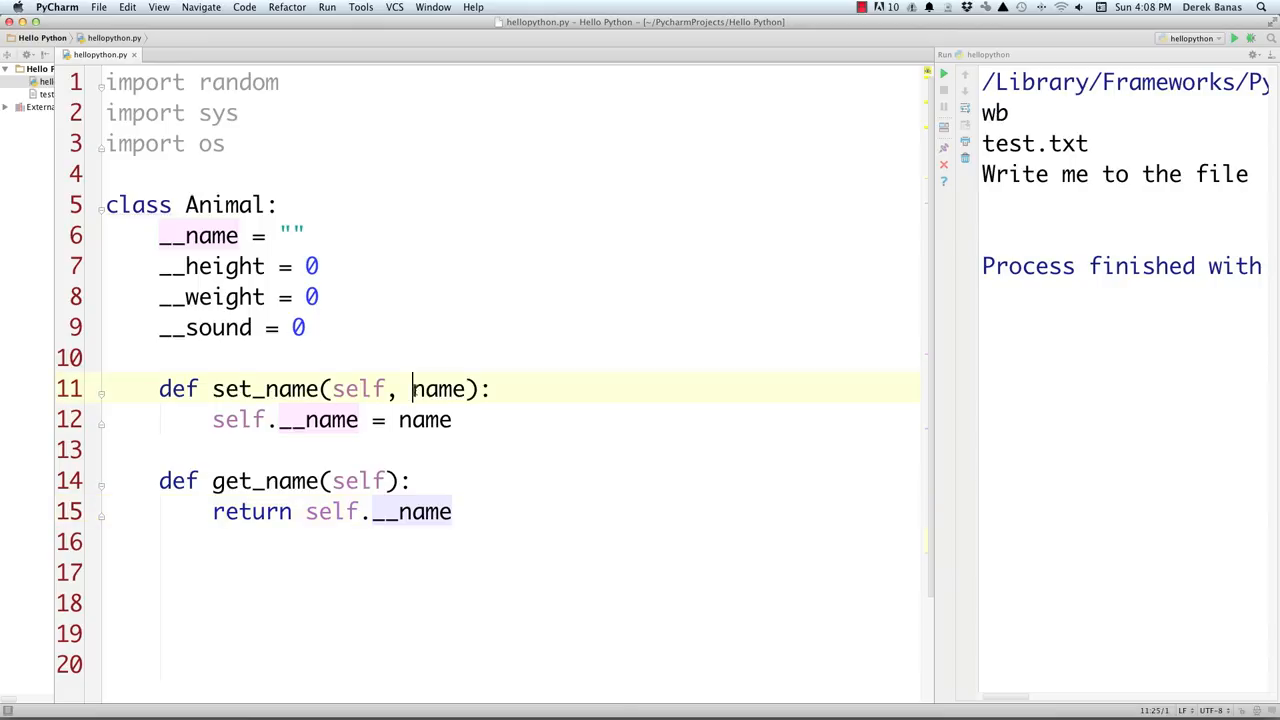 PyCharm File Edit View Navigate Code Refactor Run Tools VCS Window Help 10 Sun 4:08 PM Derek Banas
hellopython.py - Hello Python - [~/PycharmProjects/Hello Python]
Hello Python hellopython.py hellopython
hellopython.py
Run hellopython
Hello P
hell
test
Extern
1 import random
2 import sys
3 import os
4
5 class Animal:
6 __name = ""
7 __height = 0
8 __weight = 0
9 __sound = 0
10
11 def set_name(self, name):
12 self.__name = name
13
14 def get_name(self):
15 return self.__name
16
17
18
19
20
/Library/Frameworks/Py
wb
test.txt
Write me to the file
Process finished with
11:25/1 LF UTF-8